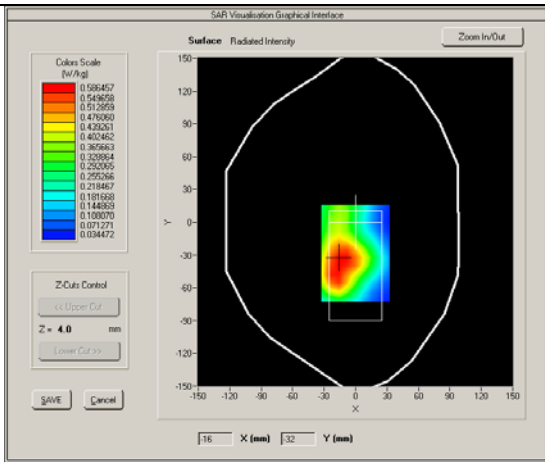 SAR Visualisation Graphical Interface
Surface Radiated Intensity
Zoom In/Out
Colors Scale
(W/kg)
0.586457
0.549658
0.512859
0.476060
0.439261
0.402462
0.365663
0.328864
0.292065
0.255266
0.218467
0.181668
0.144869
0.108070
0.071271
0.034472
Z-Cuts Control
<< Upper Cut
Z = 4.0 mm
Lower Cut >>
SAVE Cancel
150
120
90
60
30
0
-30
-60
-90
-120
-150
Y
-150 -120 -90 -60 -30 0 30 60 90 120 150
X
-16 X (mm) -32 Y (mm)